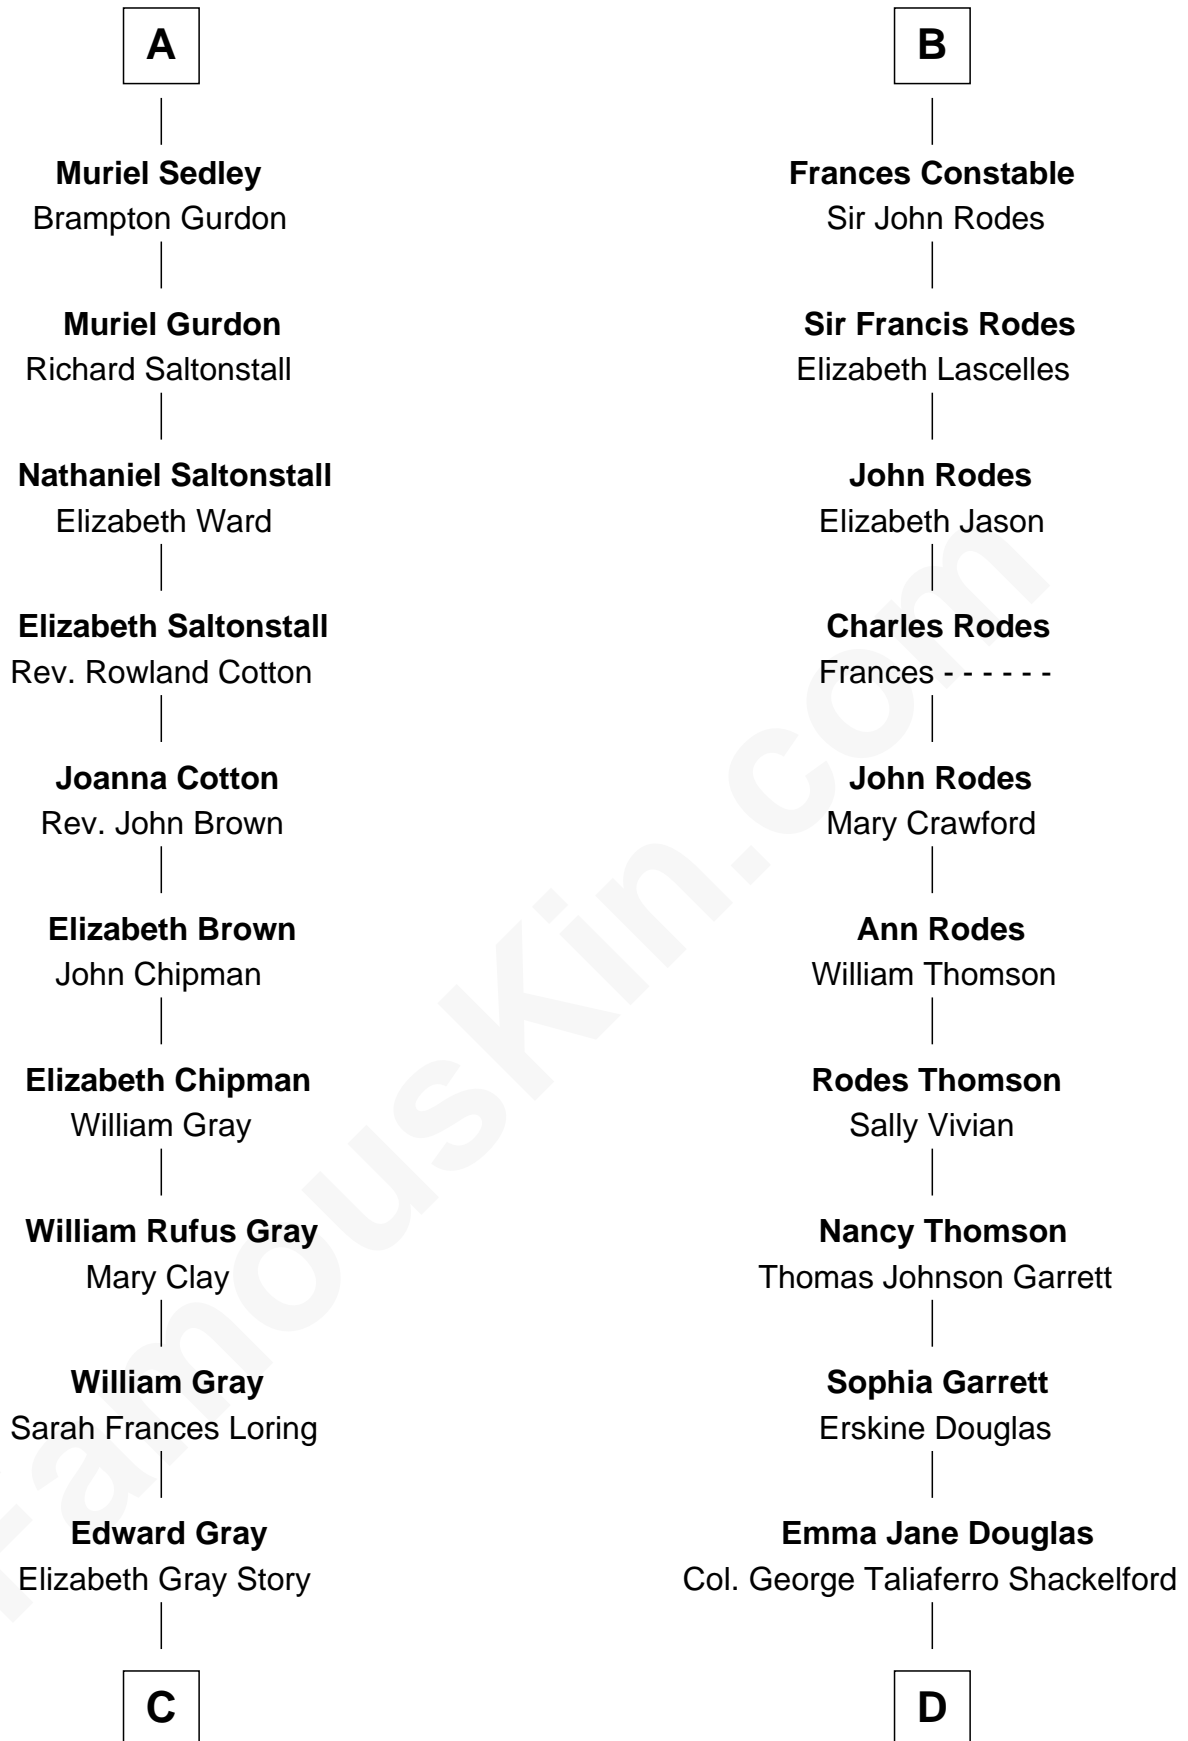 A
Muriel Sedley
Brampton Gurdon
Muriel Gurdon
Richard Saltonstall
Nathaniel Saltonstall
Elizabeth Ward
Elizabeth Saltonstall
Rev. Rowland Cotton
Joanna Cotton
Rev. John Brown
Elizabeth Brown
John Chipman
Elizabeth Chipman
William Gray
William Rufus Gray
Mary Clay
William Gray
Sarah Frances Loring
Edward Gray
Elizabeth Gray Story
C
B
Frances Constable
Sir John Rodes
Sir Francis Rodes
Elizabeth Lascelles
John Rodes
Elizabeth Jason
Charles Rodes
Frances - - - - - -
John Rodes
Mary Crawford
Ann Rodes
William Thomson
Rodes Thomson
Sally Vivian
Nancy Thomson
Thomas Johnson Garrett
Sophia Garrett
Erskine Douglas
Emma Jane Douglas
Col. George Taliaferro Shackelford
D
FamousKin.com